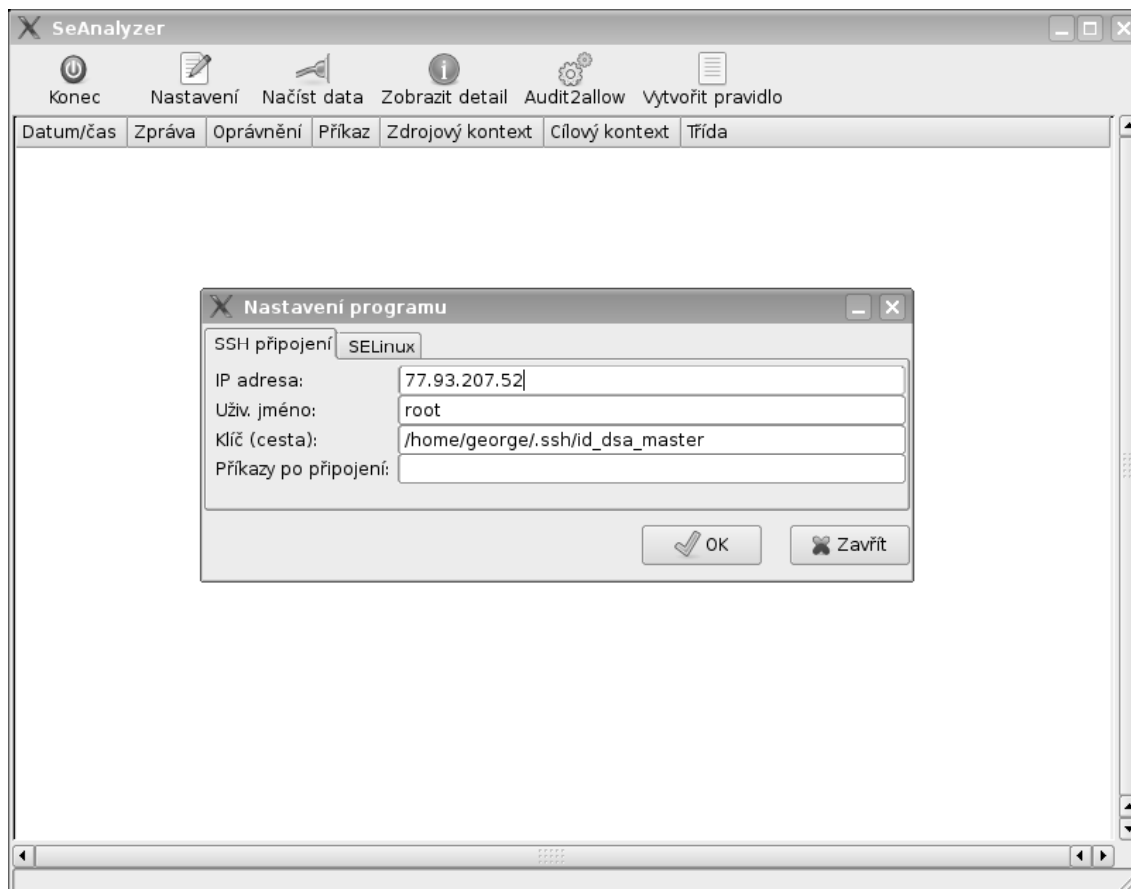 SeAnalyzer
Konec Nastavení Načíst data Zobrazit detail Audit2allow Vytvořit pravidlo
Datum/čas Zpráva Oprávnění Příkaz Zdrojový kontext Cílový kontext Třída
Nastavení programu
SSH připojení SELinux
IP adresa: 77.93.207.52
Uživ. jméno: root
Klíč (cesta): /home/george/.ssh/id_dsa_master
Příkazy po připojení:
OK Zavřít